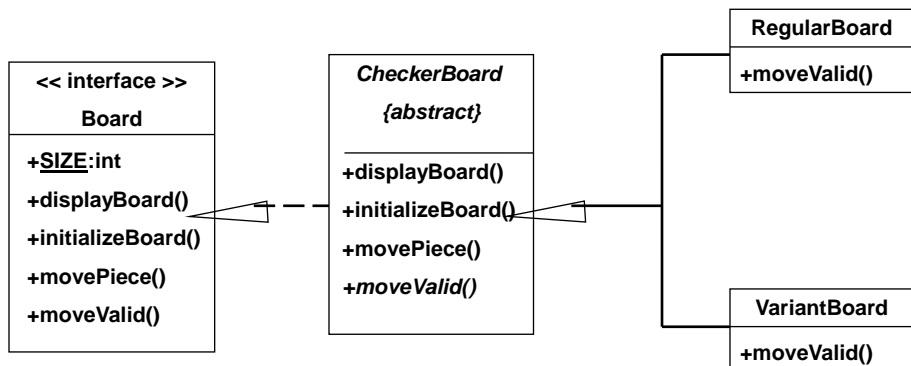 << interface >>
Board
+SIZE:int
+displayBoard()
+initializeBoard()
+movePiece()
+moveValid()
CheckerBoard
{abstract}
+displayBoard()
+initializeBoard()
+movePiece()
+moveValid()
RegularBoard
+moveValid()
VariantBoard
+moveValid()